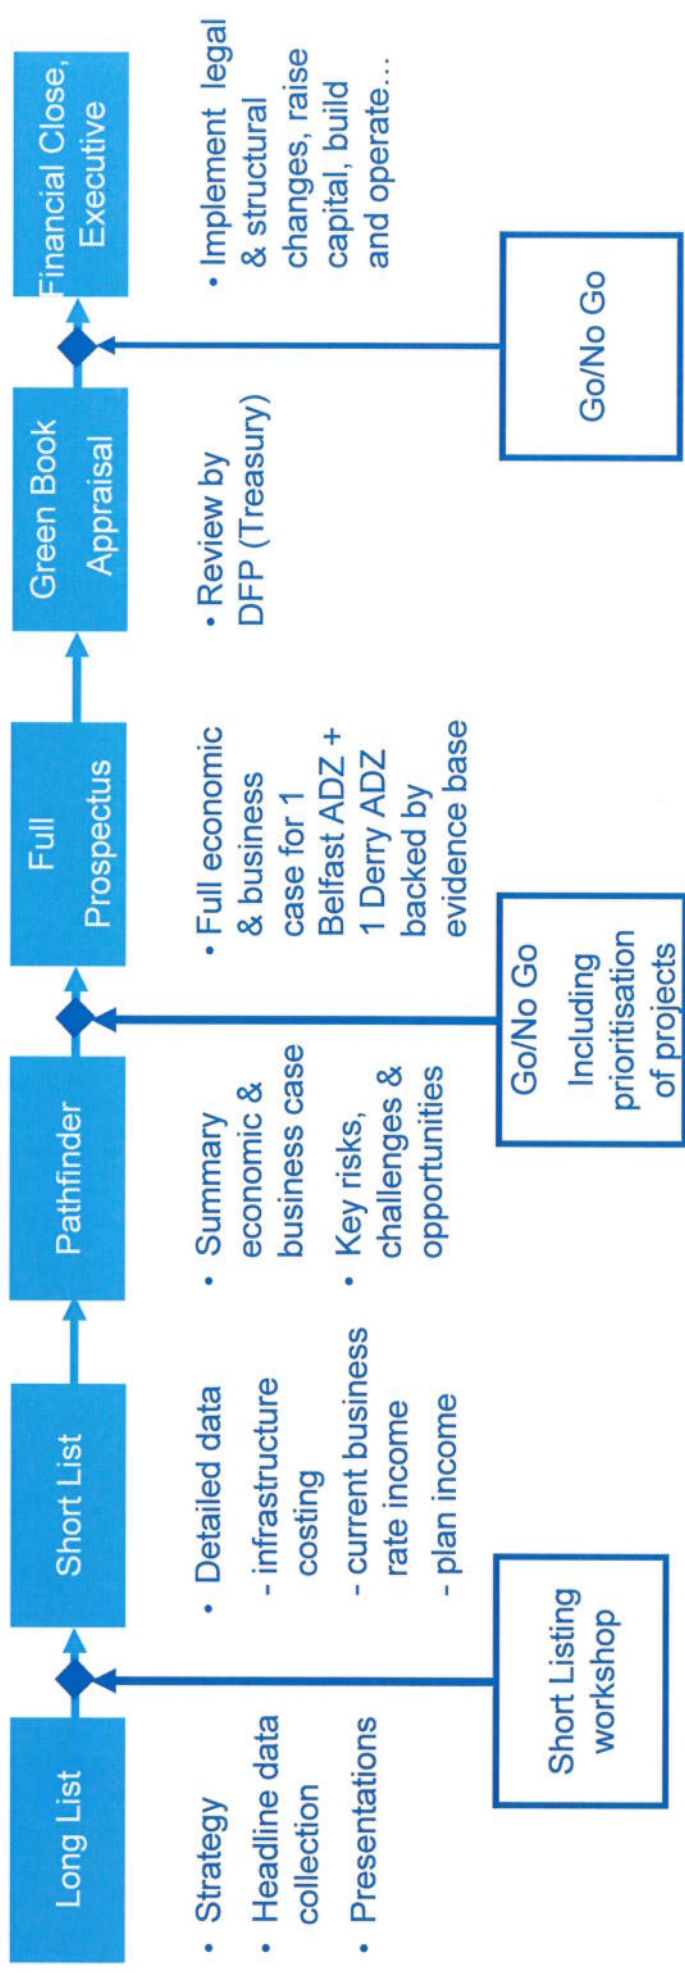 Long List
Short List
Pathfinder
Full
Prospectus
Green Book
Appraisal
Financial Close,
Executive
• Strategy
• Headline data
collection
• Presentations
• Detailed data
- infrastructure
costing
- current business
rate income
- plan income
• Summary
economic &
business case
• Key risks,
challenges &
opportunities
• Full economic
& business
case for 1
Belfast ADZ +
1 Derry ADZ
backed by
evidence base
• Review by
DFP (Treasury)
• Implement legal
& structural
changes, raise
capital, build
and operate...
Short Listing
workshop
Go/No Go
Including
prioritisation
of projects
Go/No Go